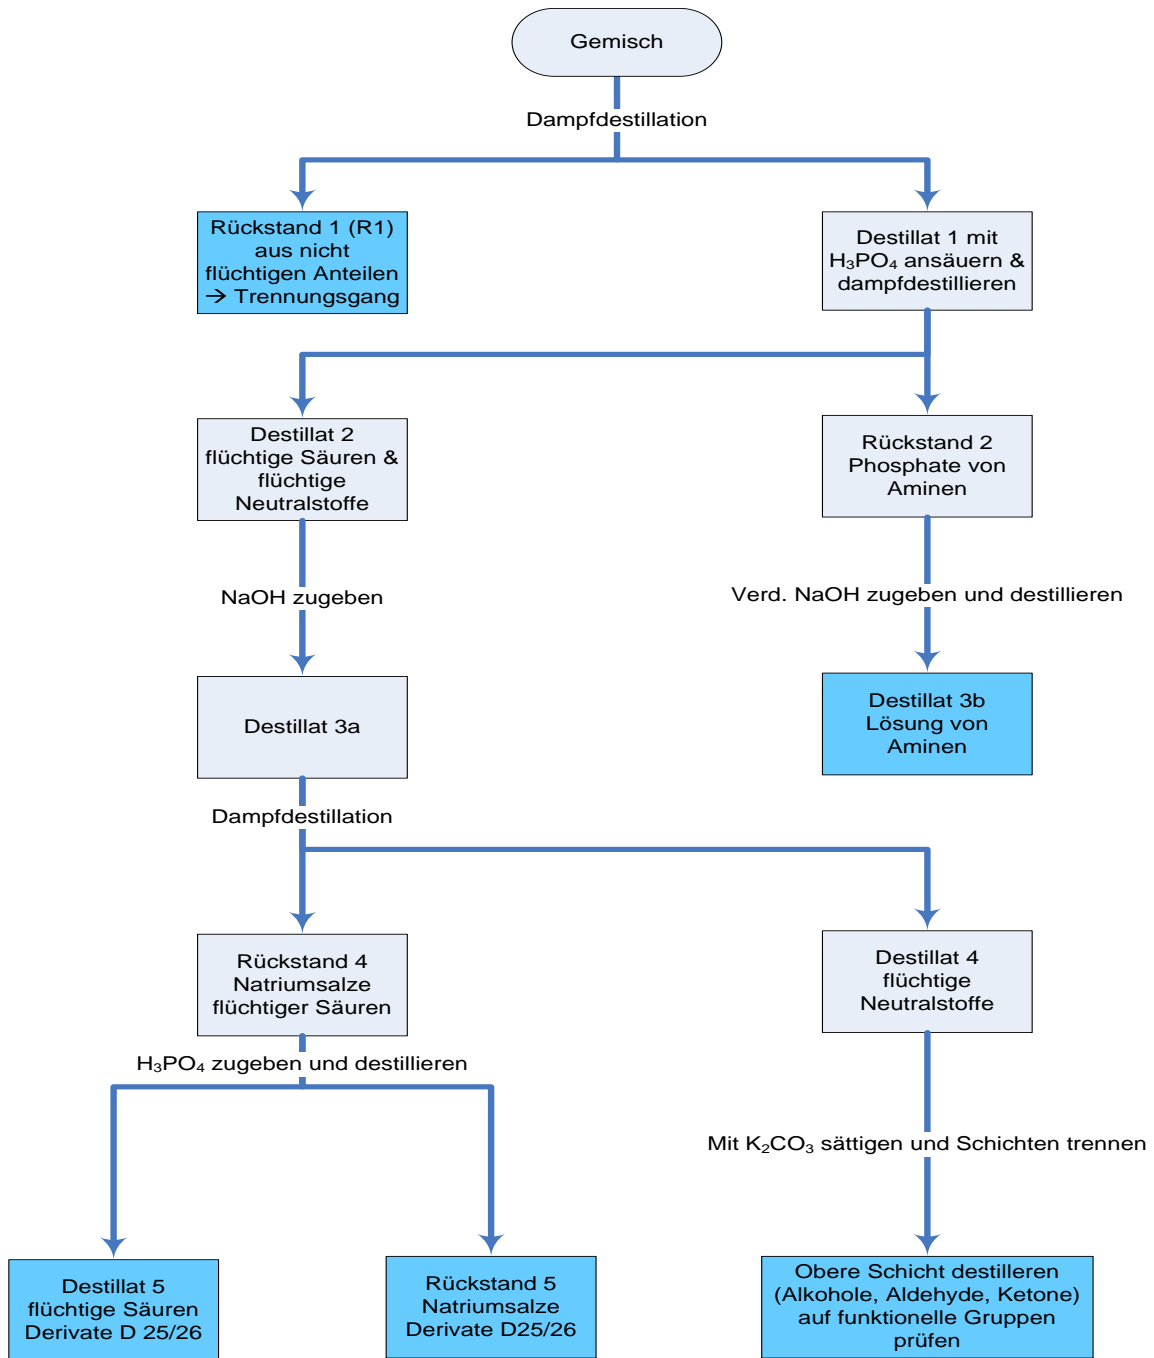 Gemisch
Dampfdestillation
Rückstand 1 (R1)
aus nicht
flüchtigen Anteilen
→ Trennungsgang
Destillat 1 mit
H₃PO₄ ansäuern &
dampfdestillieren
Destillat 2
flüchtige Säuren &
flüchtige
Neutralstoffe
Rückstand 2
Phosphate von
Aminen
NaOH zugeben
Verd. NaOH zugeben und destillieren
Destillat 3a
Destillat 3b
Lösung von
Aminen
Dampfdestillation
Rückstand 4
Natriumsalze
flüchtiger Säuren
Destillat 4
flüchtige
Neutralstoffe
H₃PO₄ zugeben und destillieren
Mit K₂CO₃ sättigen und Schichten trennen
Destillat 5
flüchtige Säuren
Derivate D 25/26
Rückstand 5
Natriumsalze
Derivate D25/26
Obere Schicht destilleren
(Alkohole, Aldehyde, Ketone)
auf funktionelle Gruppen
prüfen